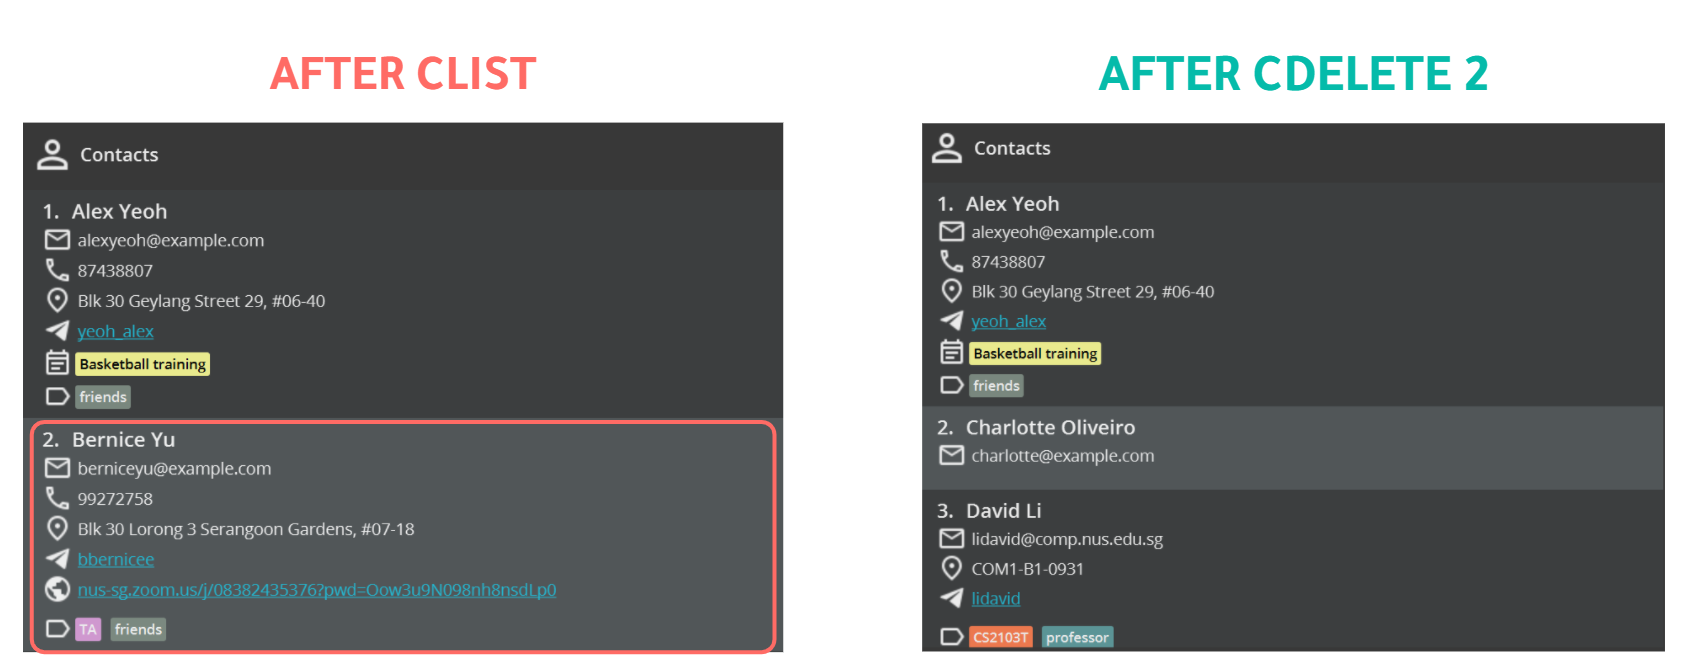 AFTER CLIST
Contacts
1. Alex Yeoh
alexyeoh@example.com
87438807
Blk 30 Geylang Street 29, #06-40
yeoh_alex
Basketball training
friends
2. Bernice Yu
berniceyu@example.com
99272758
Blk 30 Lorong 3 Serangoon Gardens, #07-18
bbernicee
nus-sg.zoom.us/j/08382435376?pwd=Oow3u9N098nh8nsdLp0
TA friends
AFTER CDELETE 2
Contacts
1. Alex Yeoh
alexyeoh@example.com
87438807
Blk 30 Geylang Street 29, #06-40
yeoh_alex
Basketball training
friends
2. Charlotte Oliveiro
charlotte@example.com
3. David Li
lidavid@comp.nus.edu.sg
COM1-B1-0931
lidavid
CS2103T professor